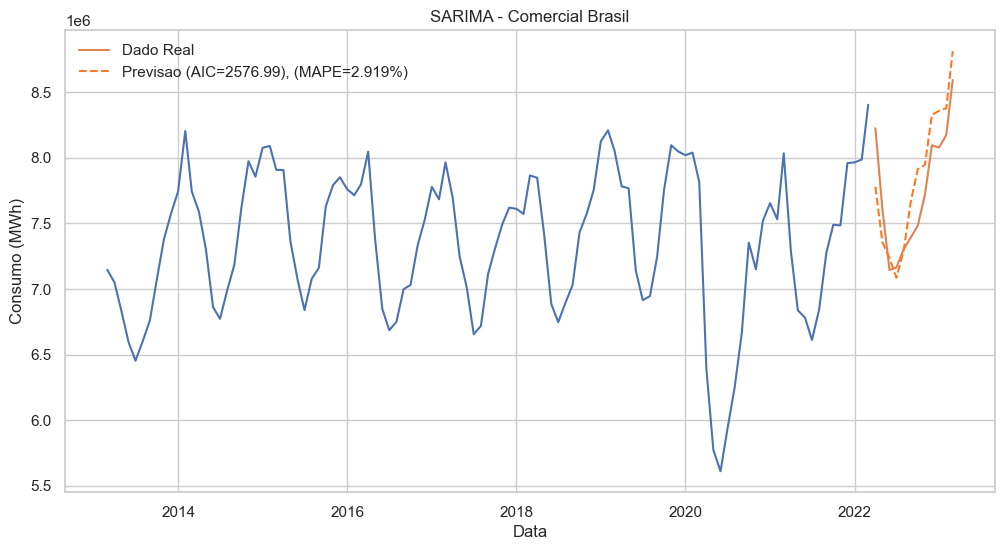 SARIMA - Comercial Brasil
1e6
Dado Real
Previsao (AIC=2576.99), (MAPE=2.919%)
8.5
8.0
7.5
7.0
6.5
6.0
5.5
Consumo (MWh)
2014
2016
2018
2020
2022
Data